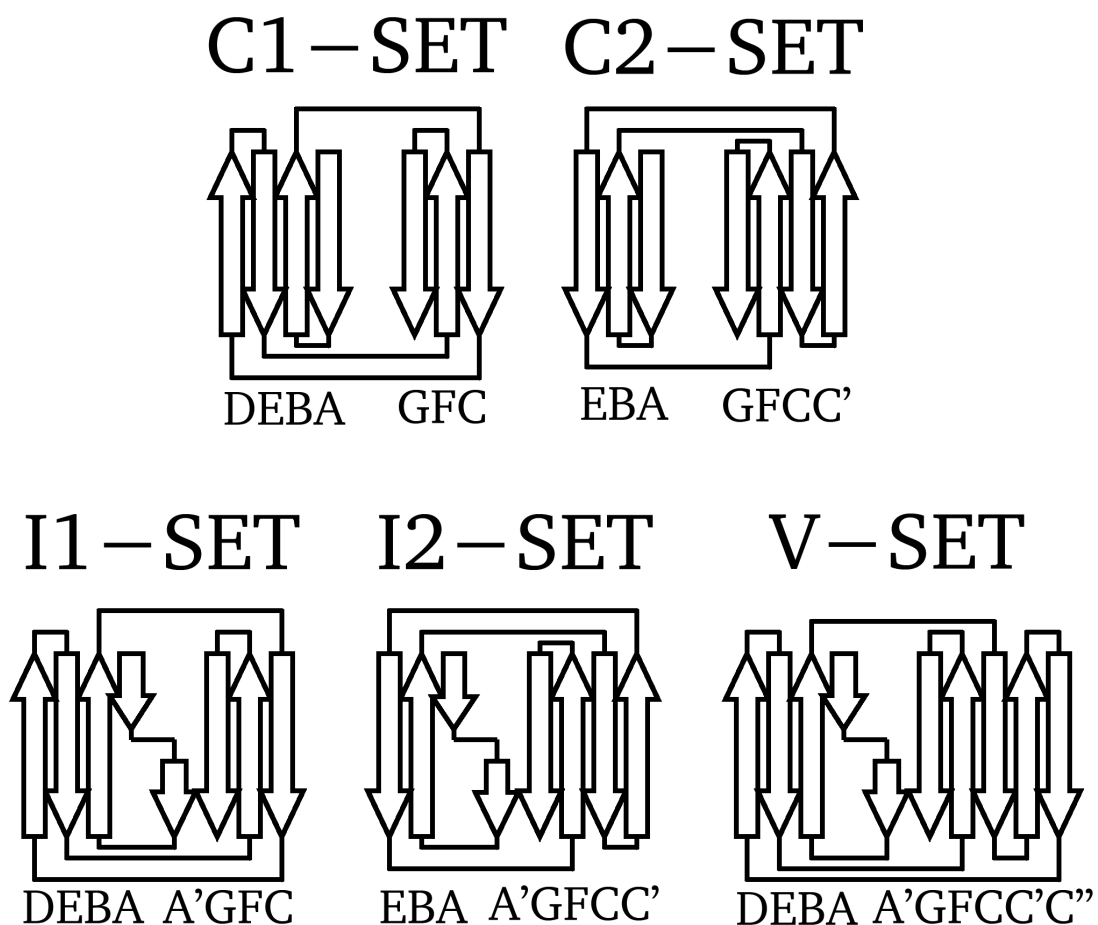 C1–SET C2–SET
DEBA GFC EBA GFCC’
I1–SET I2–SET V–SET
DEBA A’GFC EBA A’GFCC’ DEBA A’GFCC’C”